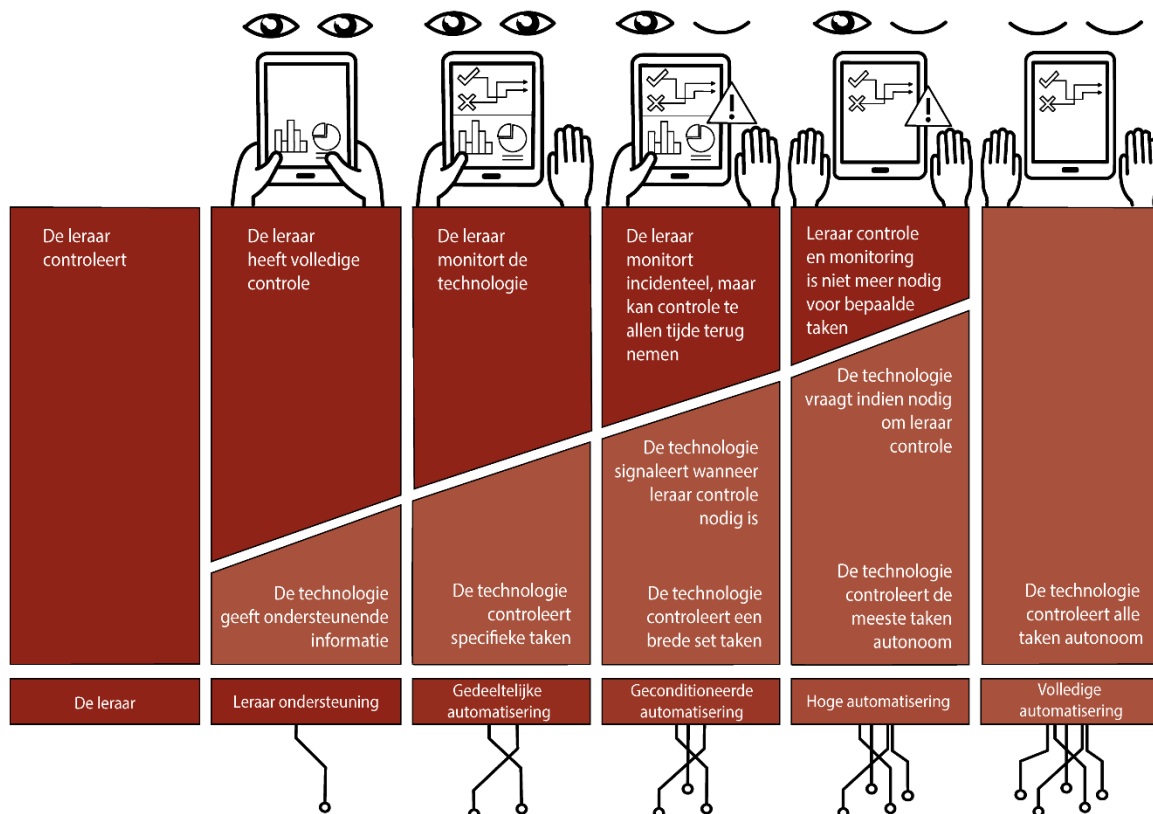 De leraar
controleert
De leraar
heeft volledige
controle
De leraar
monitort de
technologie
De leraar
monitort
incidenteel, maar
kan controle te
allen tijde terug
nemen
Leraar controle
en monitoring
is niet meer nodig
voor bepaalde
taken
De technologie
geeft ondersteunende
informatie
De technologie
controleert
specifieke taken
De technologie
signaleert wanneer
leraar controle
nodig is
De technologie
controleert een
brede set taken
De technologie
vraagt indien nodig
om leraar
controle
De technologie
controleert de
meeste taken
autonoom
De technologie
controleert alle
taken autonoom
De leraar
Leraar ondersteuning
Gedeeltelijke
automatisering
Geconditioneerde
automatisering
Hoge automatisering
Volledige
automatisering